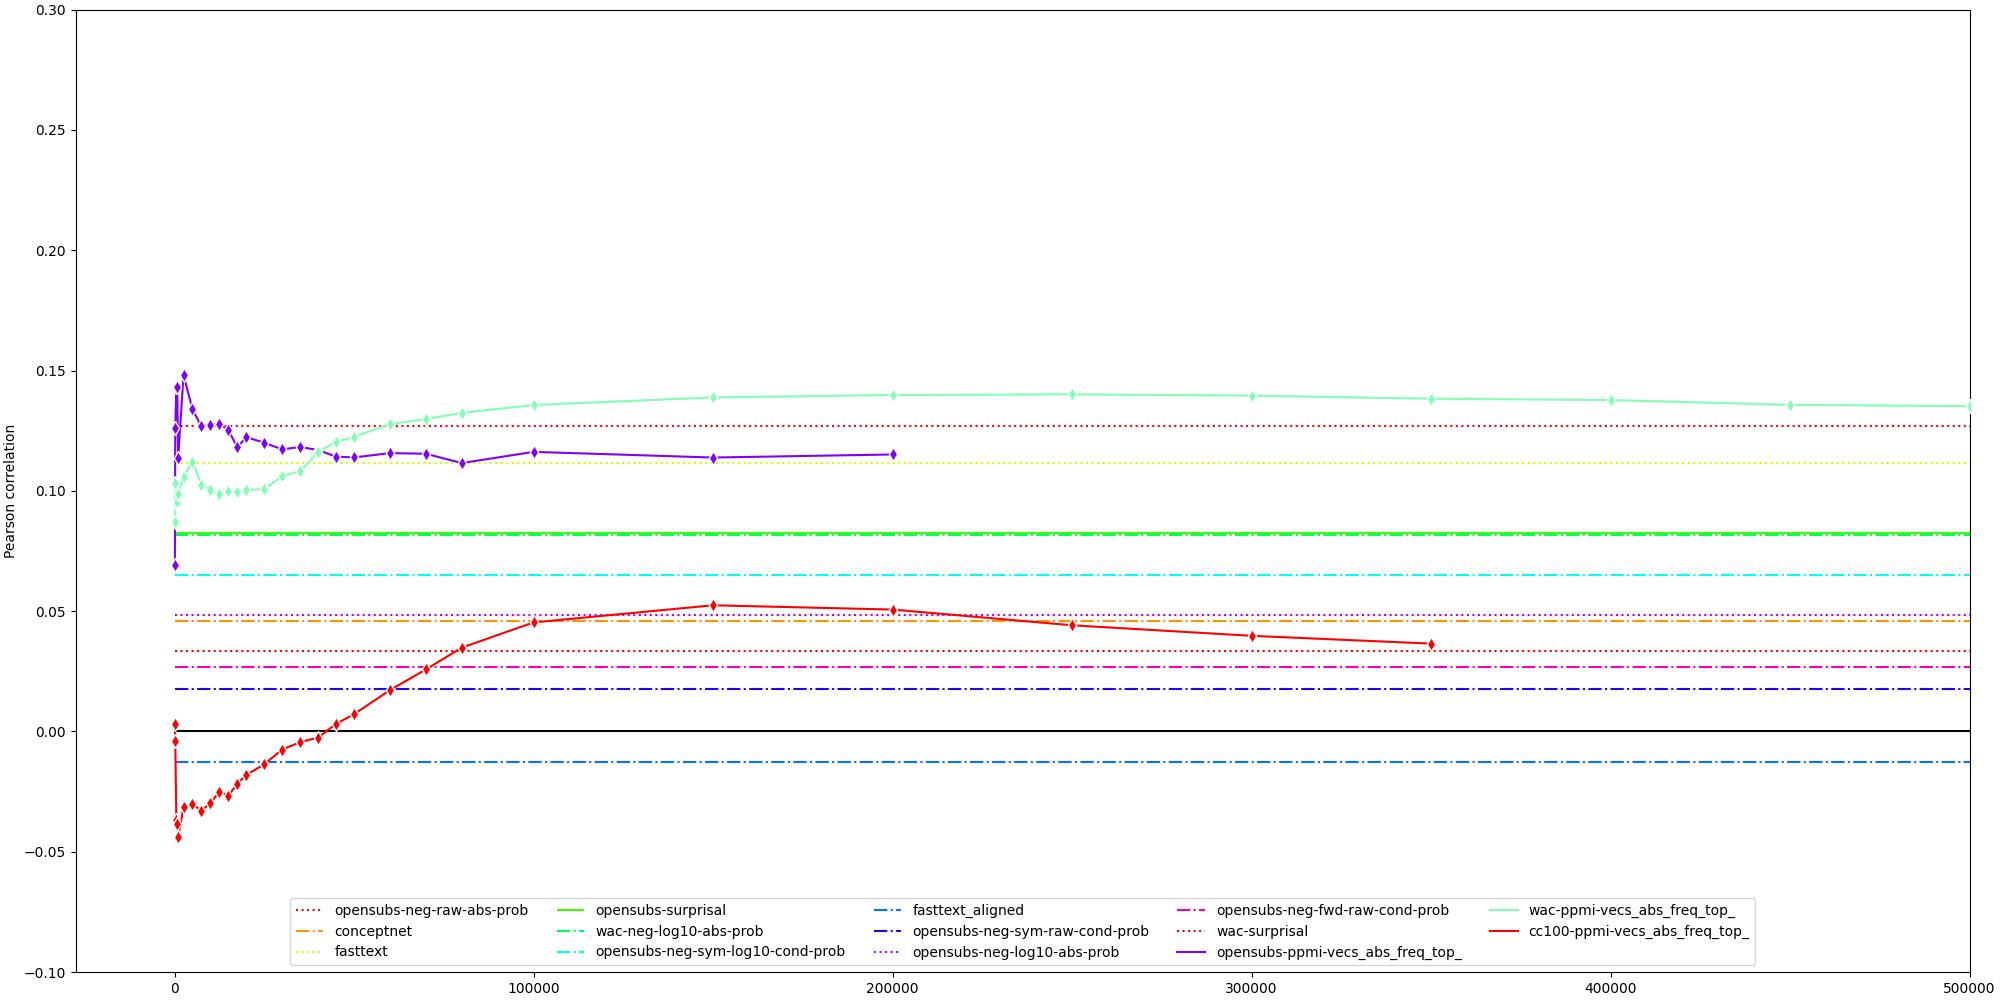 0.30
0.25
0.20
0.15
0.10
0.05
0.00
−0.05
−0.10
Pearson correlation
0
100000
200000
300000
400000
500000
opensubs-neg-raw-abs-prob
conceptnet
fasttext
opensubs-surprisal
wac-neg-log10-abs-prob
opensubs-neg-sym-log10-cond-prob
fasttext_aligned
opensubs-neg-sym-raw-cond-prob
opensubs-neg-log10-abs-prob
opensubs-neg-fwd-raw-cond-prob
wac-surprisal
opensubs-ppmi-vecs_abs_freq_top_
wac-ppmi-vecs_abs_freq_top_
cc100-ppmi-vecs_abs_freq_top_